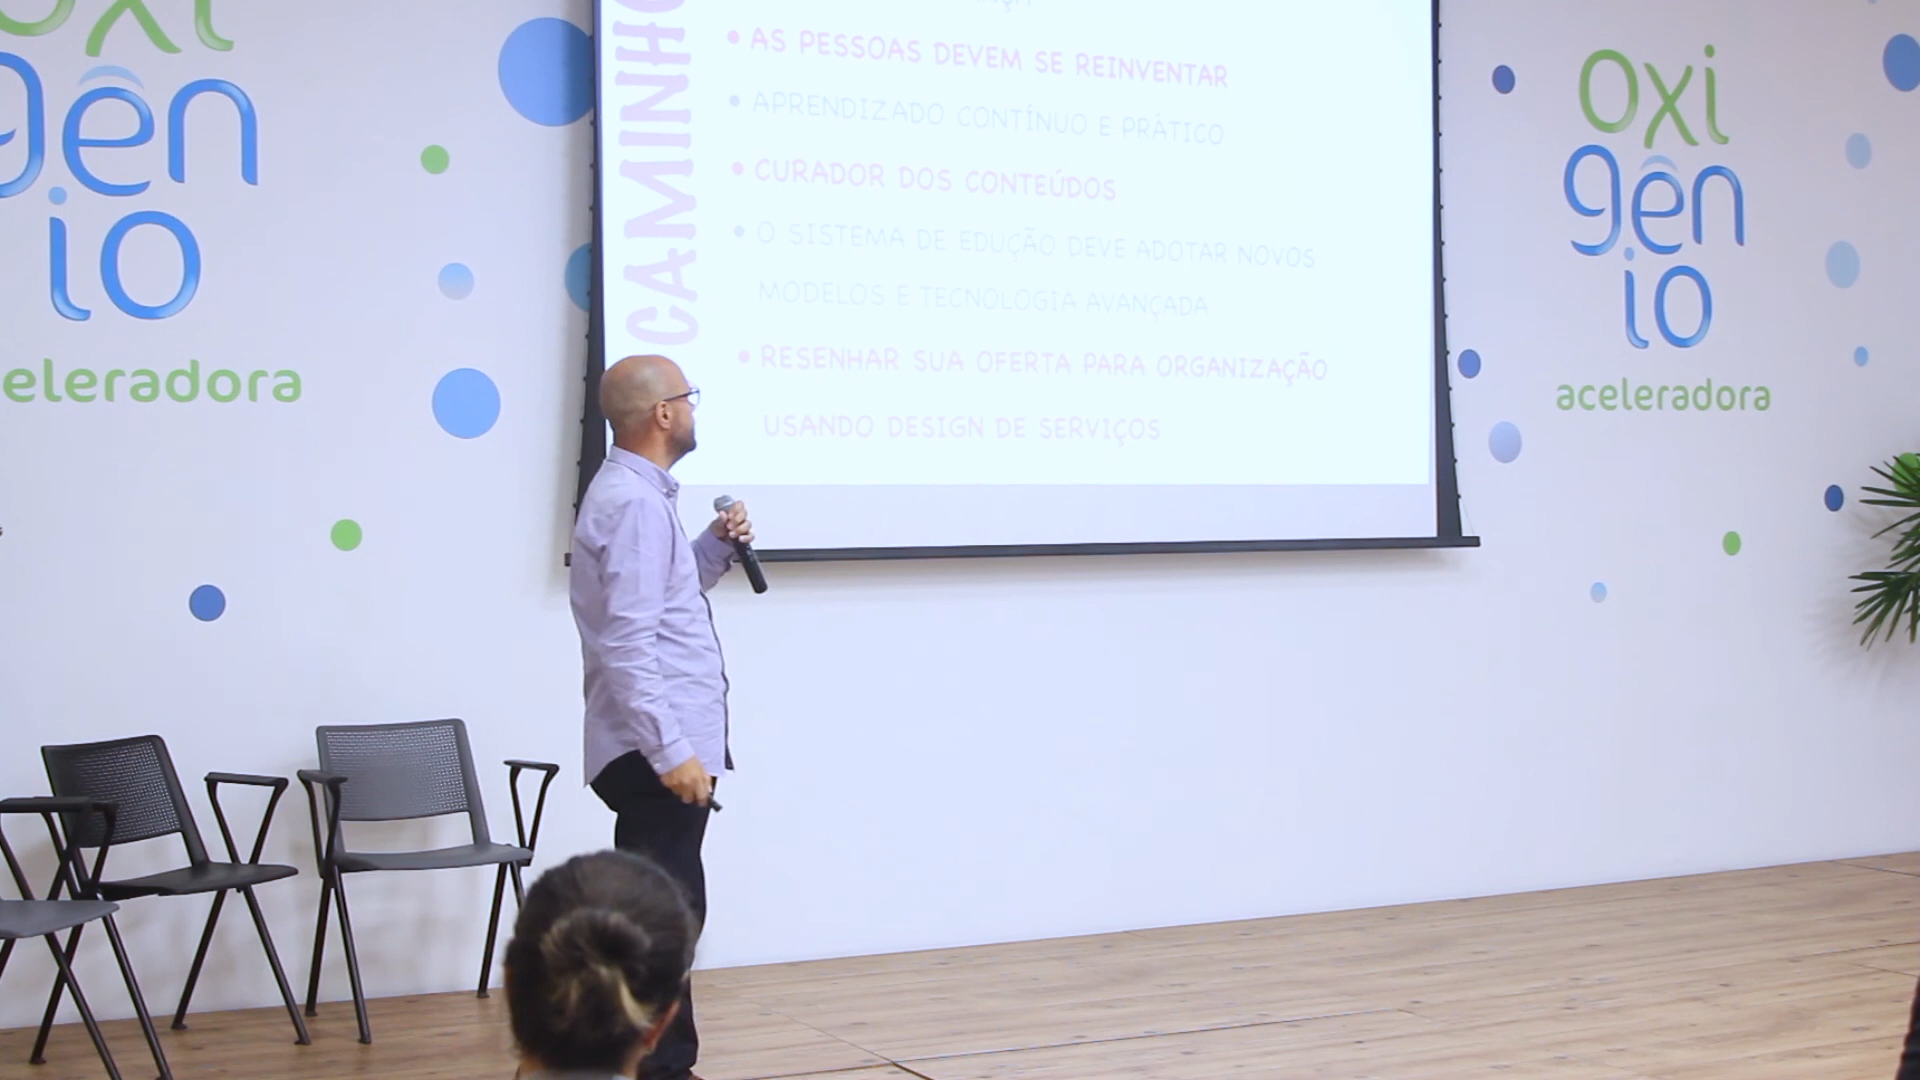 oxi
gên
io
eleradora
CAMINHO
• AS PESSOAS DEVEM SE REINVENTAR
• APRENDIZADO CONTÍNUO E PRÁTICO
• CURADOR DOS CONTEÚDOS
• O SISTEMA DE EDUÇÃO DEVE ADOTAR NOVOS
MODELOS E TECNOLOGIA AVANÇADA
• RESENHAR SUA OFERTA PARA ORGANIZAÇÃO
USANDO DESIGN DE SERVIÇOS
oxi
gên
io
aceleradora